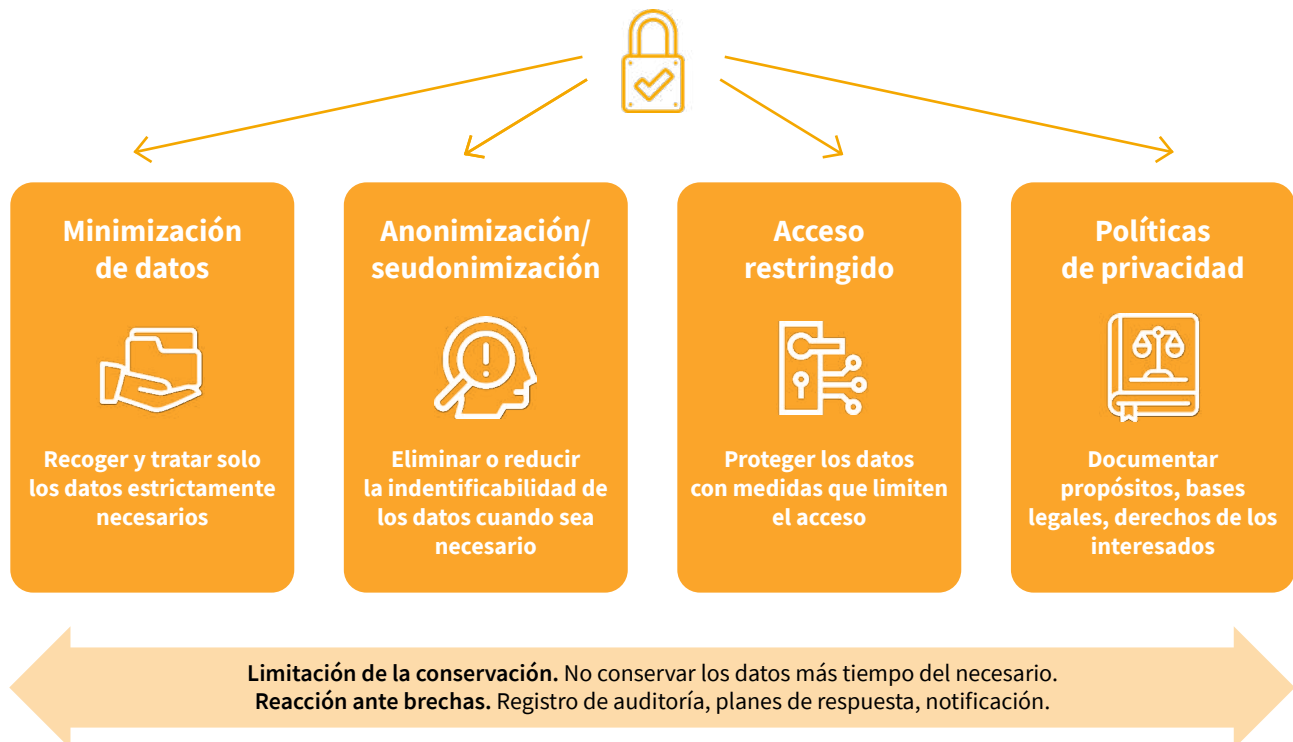 Minimización
de datos
Recoger y tratar solo
los datos estrictamente
necesarios
Anonimización/
seudonimización
Eliminar o reducir
la indentificabilidad de
los datos cuando sea
necesario
Acceso
restringido
Proteger los datos
con medidas que limiten
el acceso
Políticas
de privacidad
Documentar
propósitos, bases
legales, derechos de los
interesados
Limitación de la conservación. No conservar los datos más tiempo del necesario.
Reacción ante brechas. Registro de auditoría, planes de respuesta, notificación.